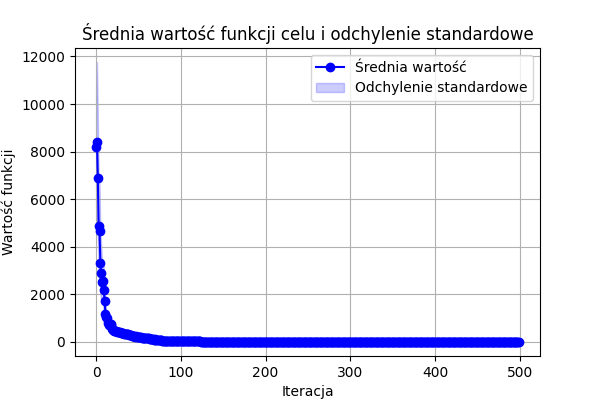 Średnia wartość funkcji celu i odchylenie standardowe
Średnia wartość
Odchylenie standardowe
Wartość funkcji
12000
10000
8000
6000
4000
2000
0
0 100 200 300 400 500
Iteracja